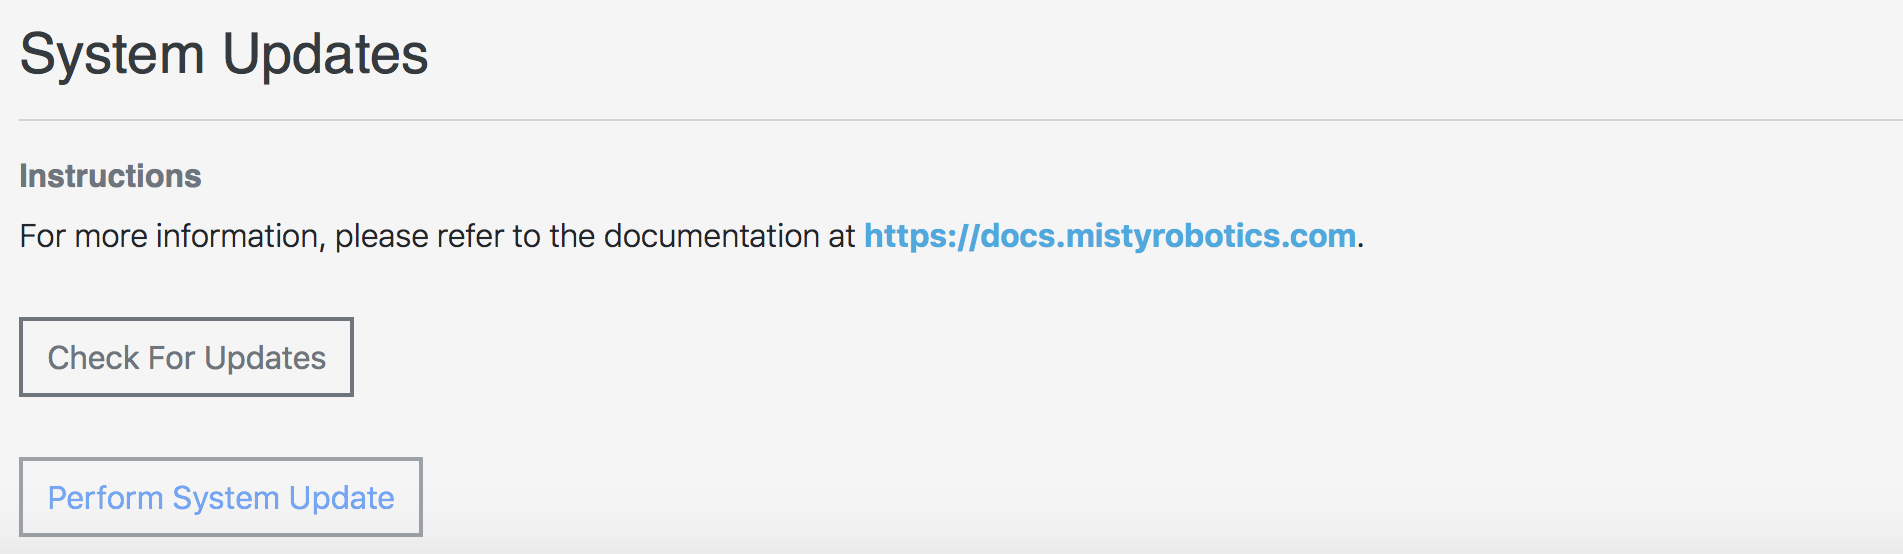 System Updates
Instructions
For more information, please refer to the documentation at https://docs.mistyrobotics.com.
Check For Updates
Perform System Update